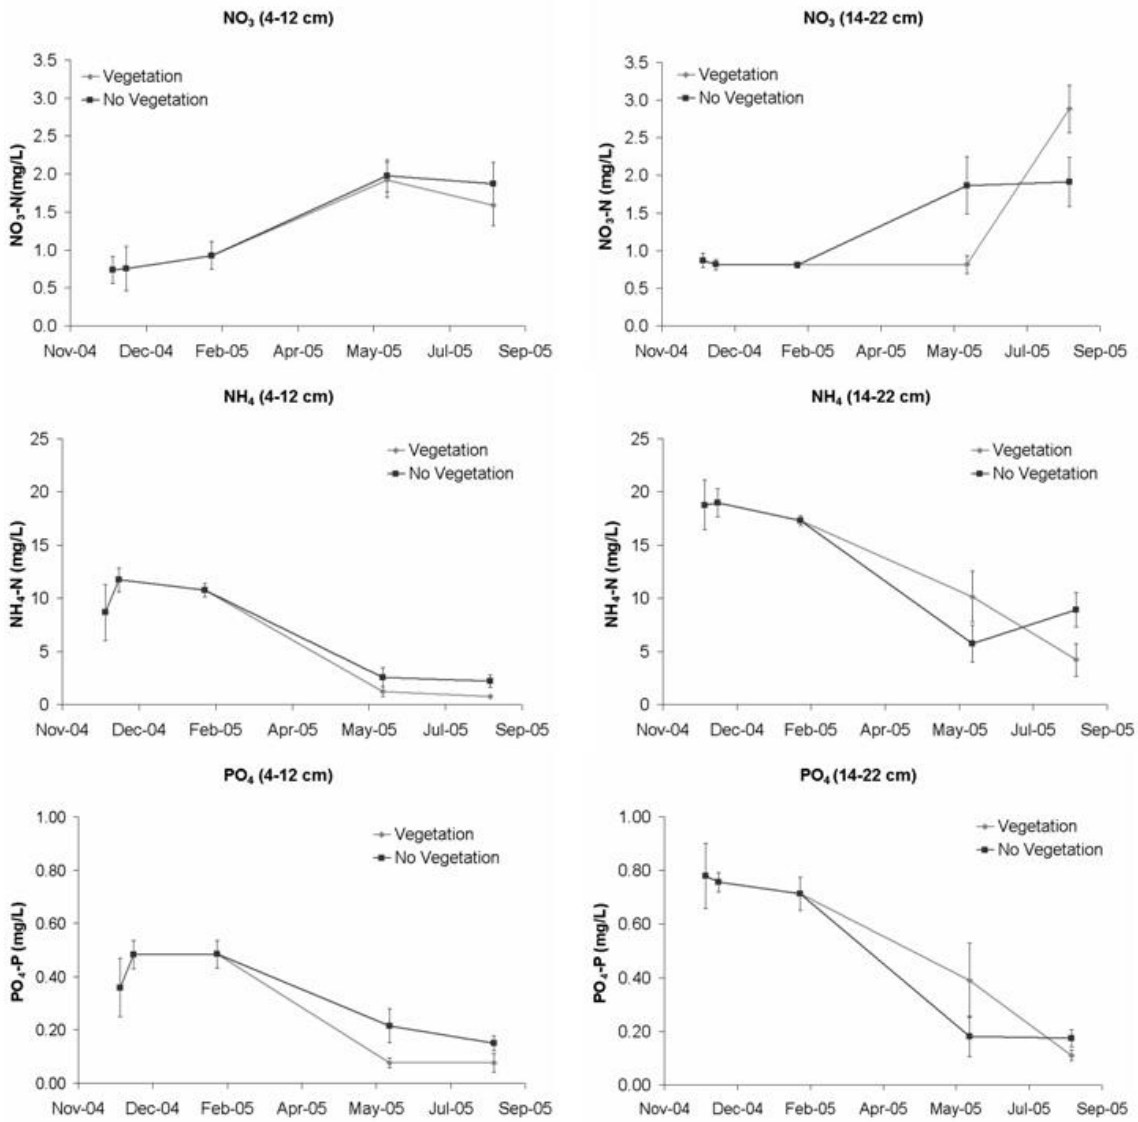 NO₃ (4-12 cm)
NO₃-N(mg/L)
3.5
3.0
2.5
2.0
1.5
1.0
0.5
0.0
Vegetation
No Vegetation
Nov-04 Dec-04 Feb-05 Apr-05 May-05 Jul-05 Sep-05
NO₃ (14-22 cm)
NO₃-N (mg/L)
3.5
3.0
2.5
2.0
1.5
1.0
0.5
0.0
Vegetation
No Vegetation
Nov-04 Dec-04 Feb-05 Apr-05 May-05 Jul-05 Sep-05
NH₄ (4-12 cm)
NH₄-N (mg/L)
25
20
15
10
5
0
Vegetation
No Vegetation
Nov-04 Dec-04 Feb-05 Apr-05 May-05 Jul-05 Sep-05
NH₄ (14-22 cm)
NH₄-N (mg/L)
25
20
15
10
5
0
Vegetation
No Vegetation
Nov-04 Dec-04 Feb-05 Apr-05 May-05 Jul-05 Sep-05
PO₄ (4-12 cm)
PO₄-P (mg/L)
1.00
0.80
0.60
0.40
0.20
0.00
Vegetation
No Vegetation
Nov-04 Dec-04 Feb-05 Apr-05 May-05 Jul-05 Sep-05
PO₄ (14-22 cm)
PO₄-P (mg/L)
1.00
0.80
0.60
0.40
0.20
0.00
Vegetation
No Vegetation
Nov-04 Dec-04 Feb-05 Apr-05 May-05 Jul-05 Sep-05